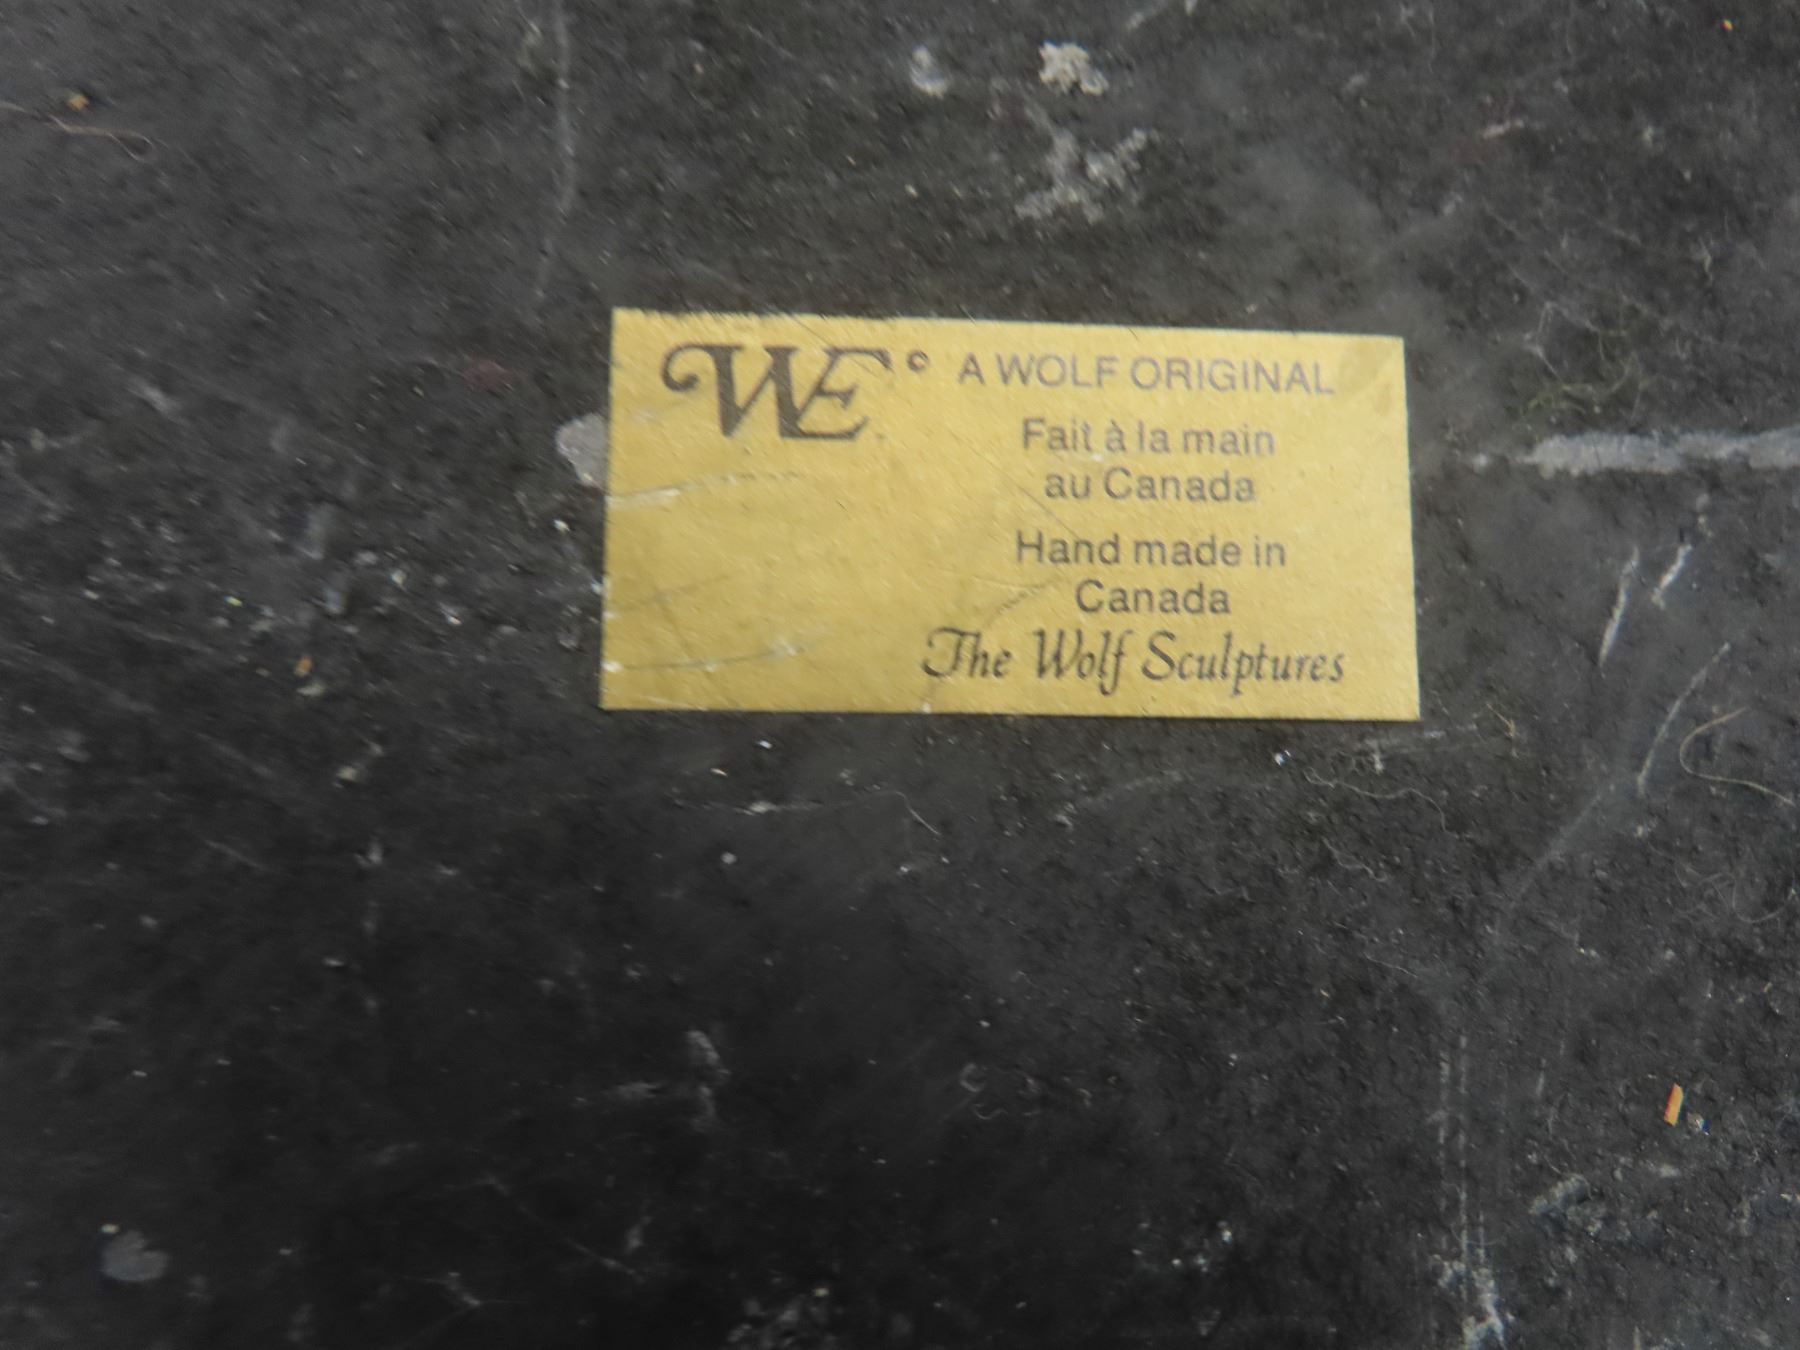 WE © A WOLF ORIGINAL
Fait à la main
au Canada
Hand made in
Canada
The Wolf Sculptures